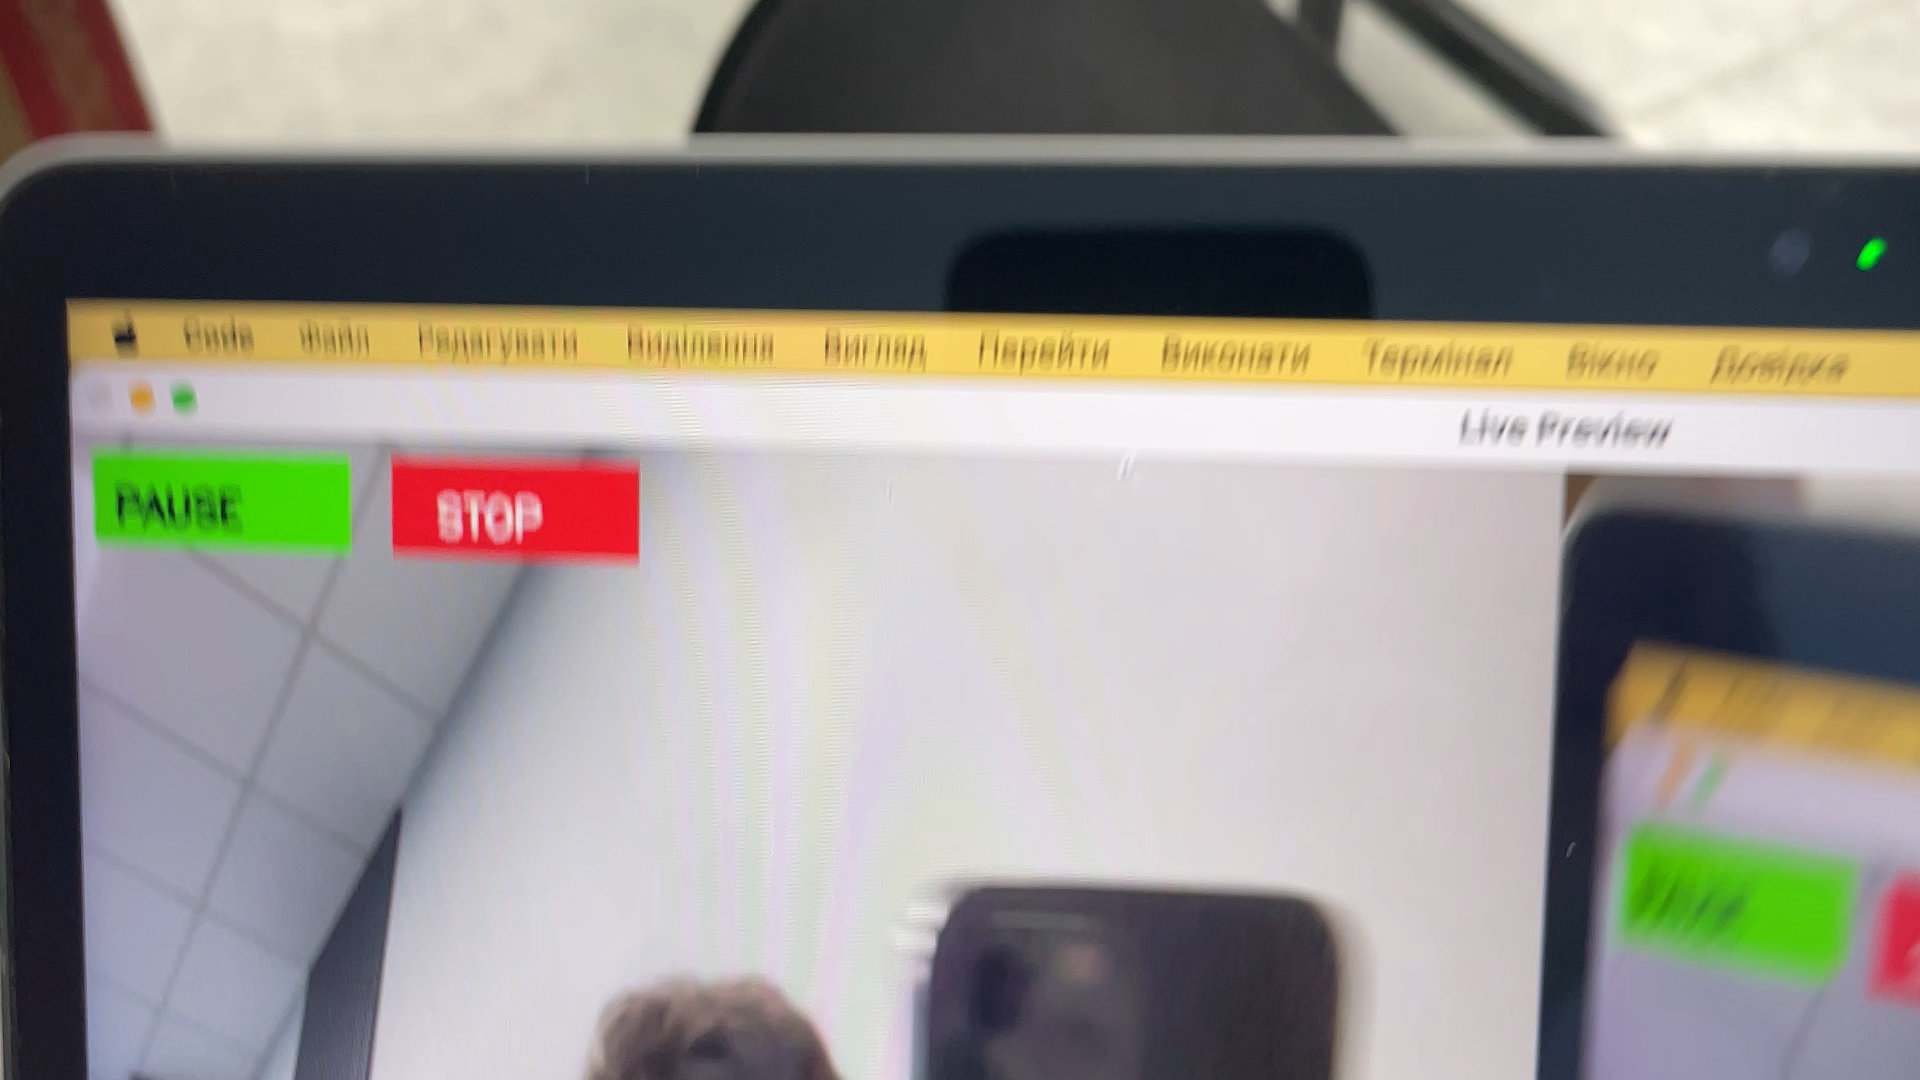 Code Файл Редагувати Виділення Вигляд Перейти Виконати Термінал Вікно Довідка
Live Preview
PAUSE STOP